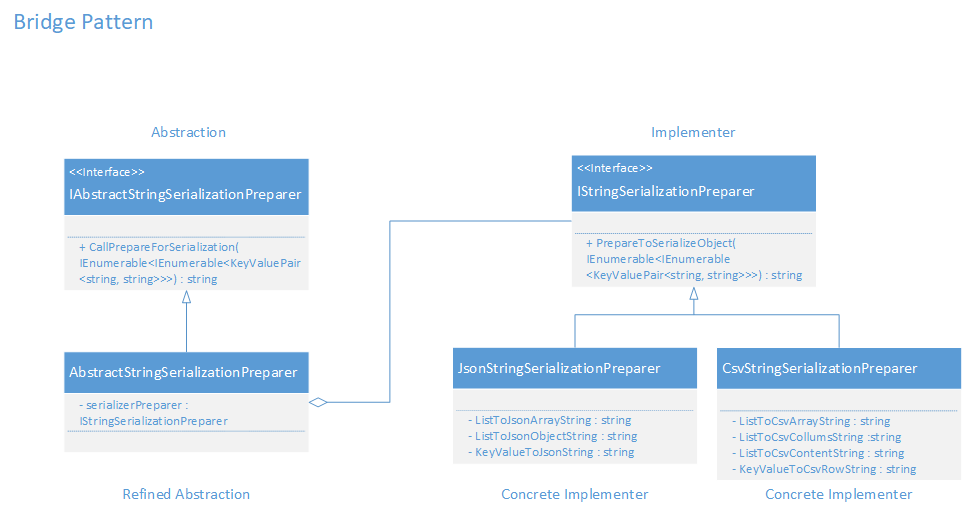 Bridge Pattern
Abstraction
<<Interface>>
IAbstractStringSerializationPreparer
+ CallPrepareForSerialization(
IEnumerable<IEnumerable<KeyValuePair
<string, string>>>) : string
AbstractStringSerializationPreparer
- serializerPreparer :
IStringSerializationPreparer
Refined Abstraction
Implementer
<<Interface>>
IStringSerializationPreparer
+ PrepareToSerializeObject(
IEnumerable<IEnumerable
<KeyValuePair<string, string>>>) : string
JsonStringSerializationPreparer
- ListToJsonArrayString : string
- ListToJsonObjectString : string
- KeyValueToJsonString : string
Concrete Implementer
CsvStringSerializationPreparer
- ListToCsvArrayString : string
- ListToCsvCollumsString :string
- ListToCsvContentString : string
- KeyValueToCsvRowString : string
Concrete Implementer